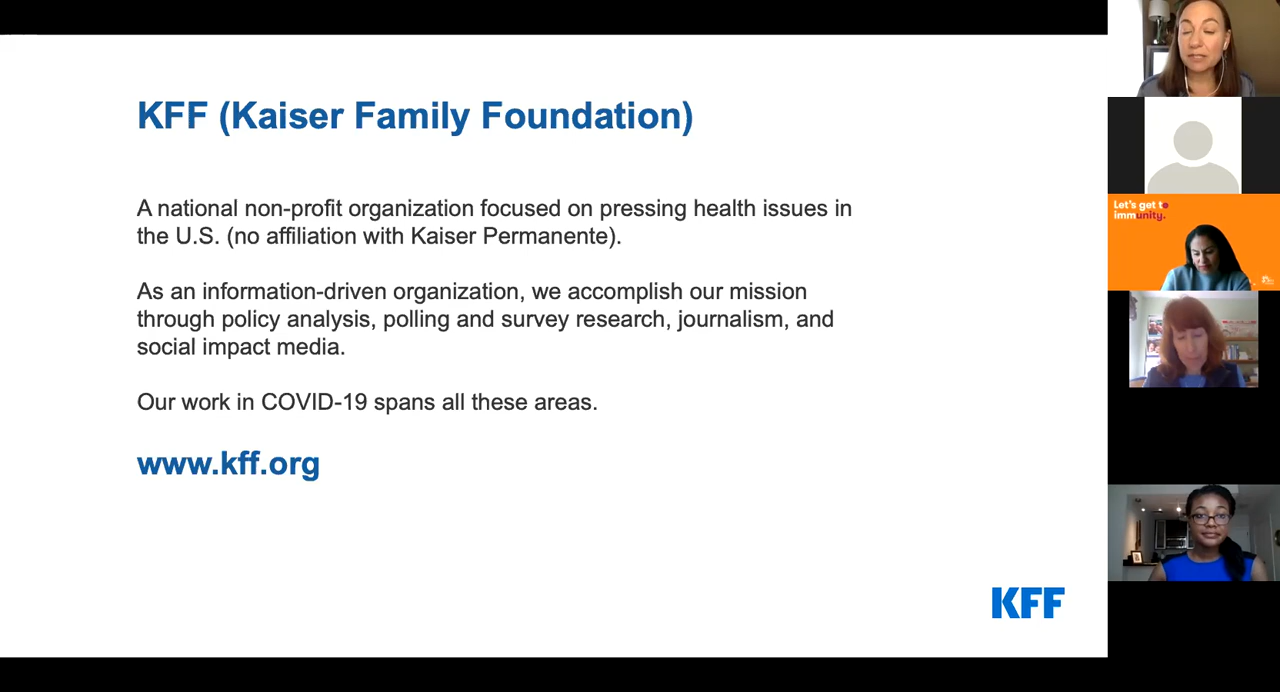 KFF (Kaiser Family Foundation)
A national non-profit organization focused on pressing health issues in
the U.S. (no affiliation with Kaiser Permanente).
As an information-driven organization, we accomplish our mission
through policy analysis, polling and survey research, journalism, and
social impact media.
Our work in COVID-19 spans all these areas.
www.kff.org
KFF
Let's get to
immunity.